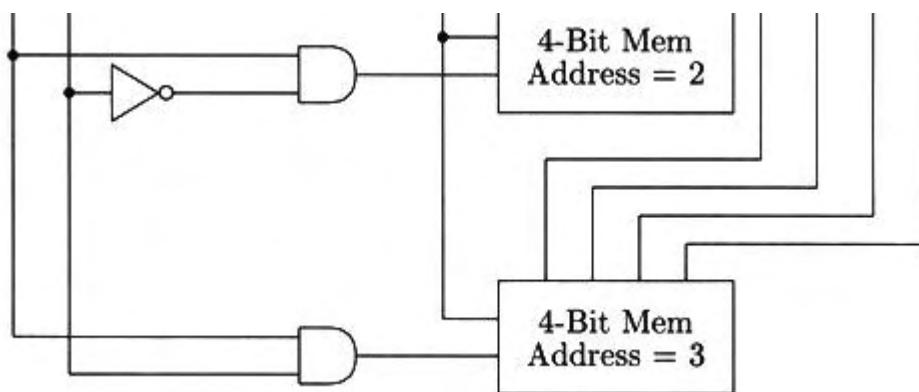 4-Bit Mem
Address = 2
4-Bit Mem
Address = 3